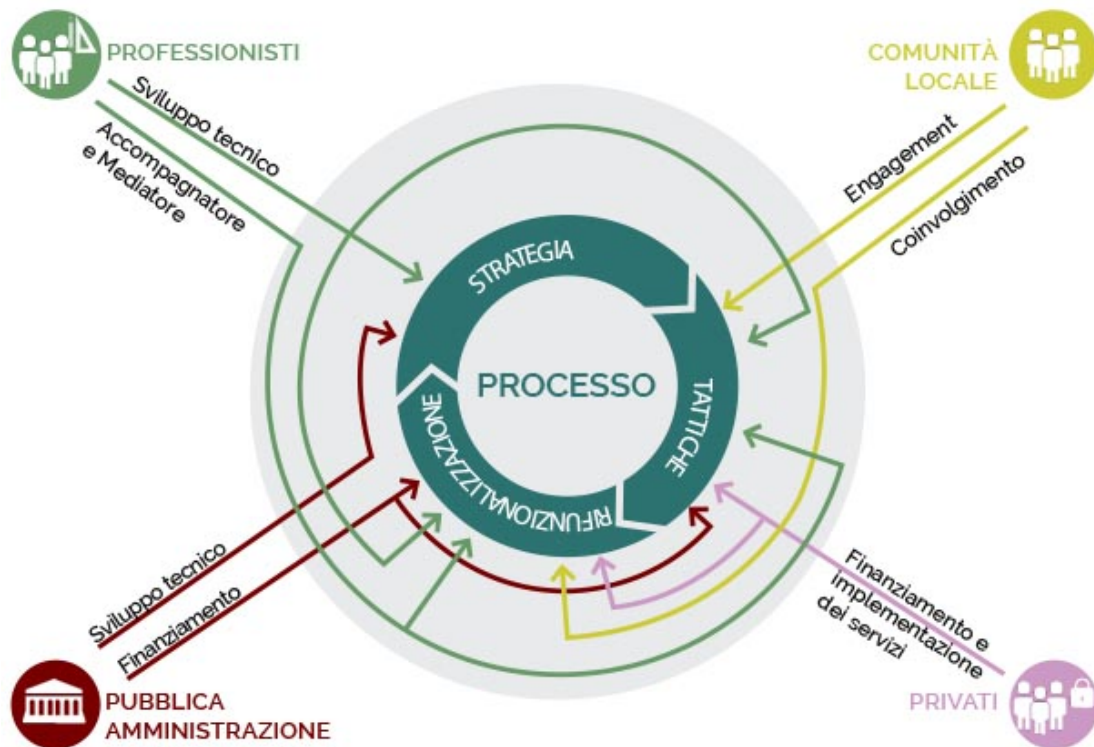 PROFESSIONISTI
Sviluppo tecnico
Accompagnatore
e Mediatore
COMUNITÀ
LOCALE
Engagement
Coinvolgimento
STRATEGIA
PROCESSO
TATTICHE
RIFUNZIONALIZZAZIONE
Sviluppo tecnico
Finanziamento
PUBBLICA
AMMINISTRAZIONE
Finanziamento e
implementazione
dei servizi
PRIVATI